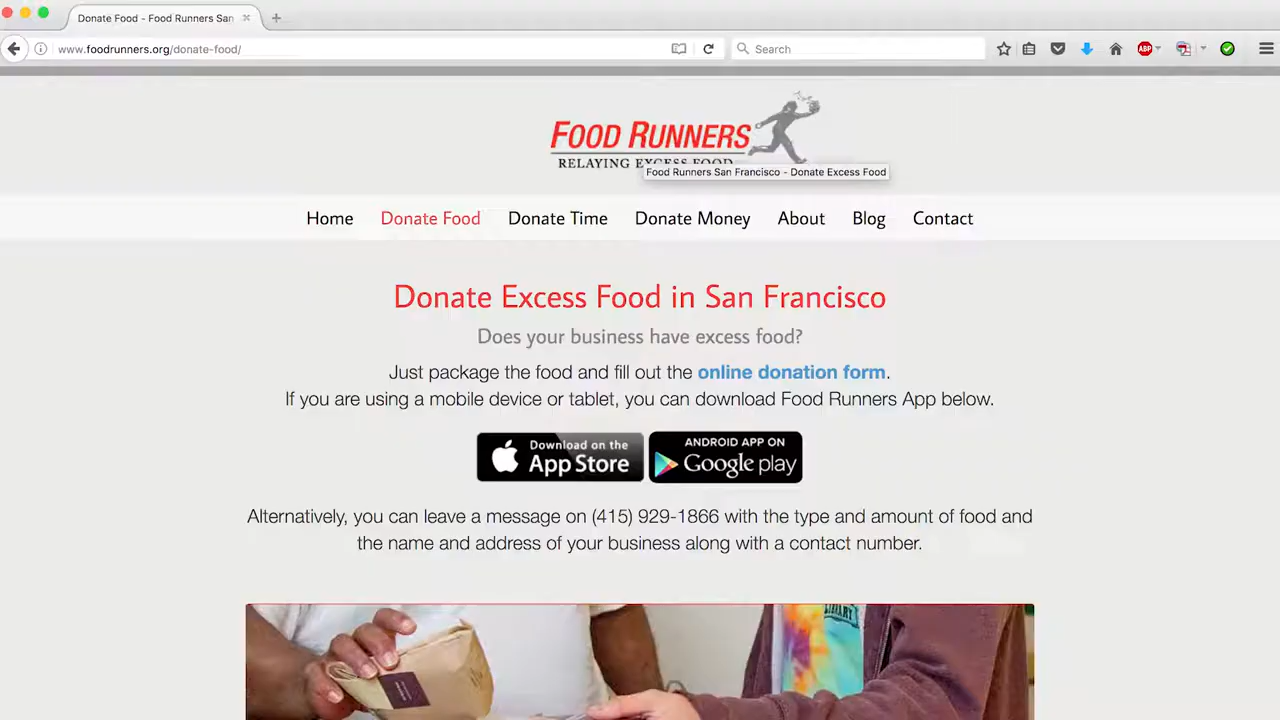 Donate Food - Food Runners San
www.foodrunners.org/donate-food/
Search
ABP
FOOD RUNNERS
RELAYING EXCESS FOOD
Food Runners San Francisco - Donate Excess Food
Home Donate Food Donate Time Donate Money About Blog Contact
Donate Excess Food in San Francisco
Does your business have excess food?
Just package the food and fill out the online donation form.
If you are using a mobile device or tablet, you can download Food Runners App below.
Download on the
App Store
ANDROID APP ON
Google play
Alternatively, you can leave a message on (415) 929-1866 with the type and amount of food and
the name and address of your business along with a contact number.
LIBRARY